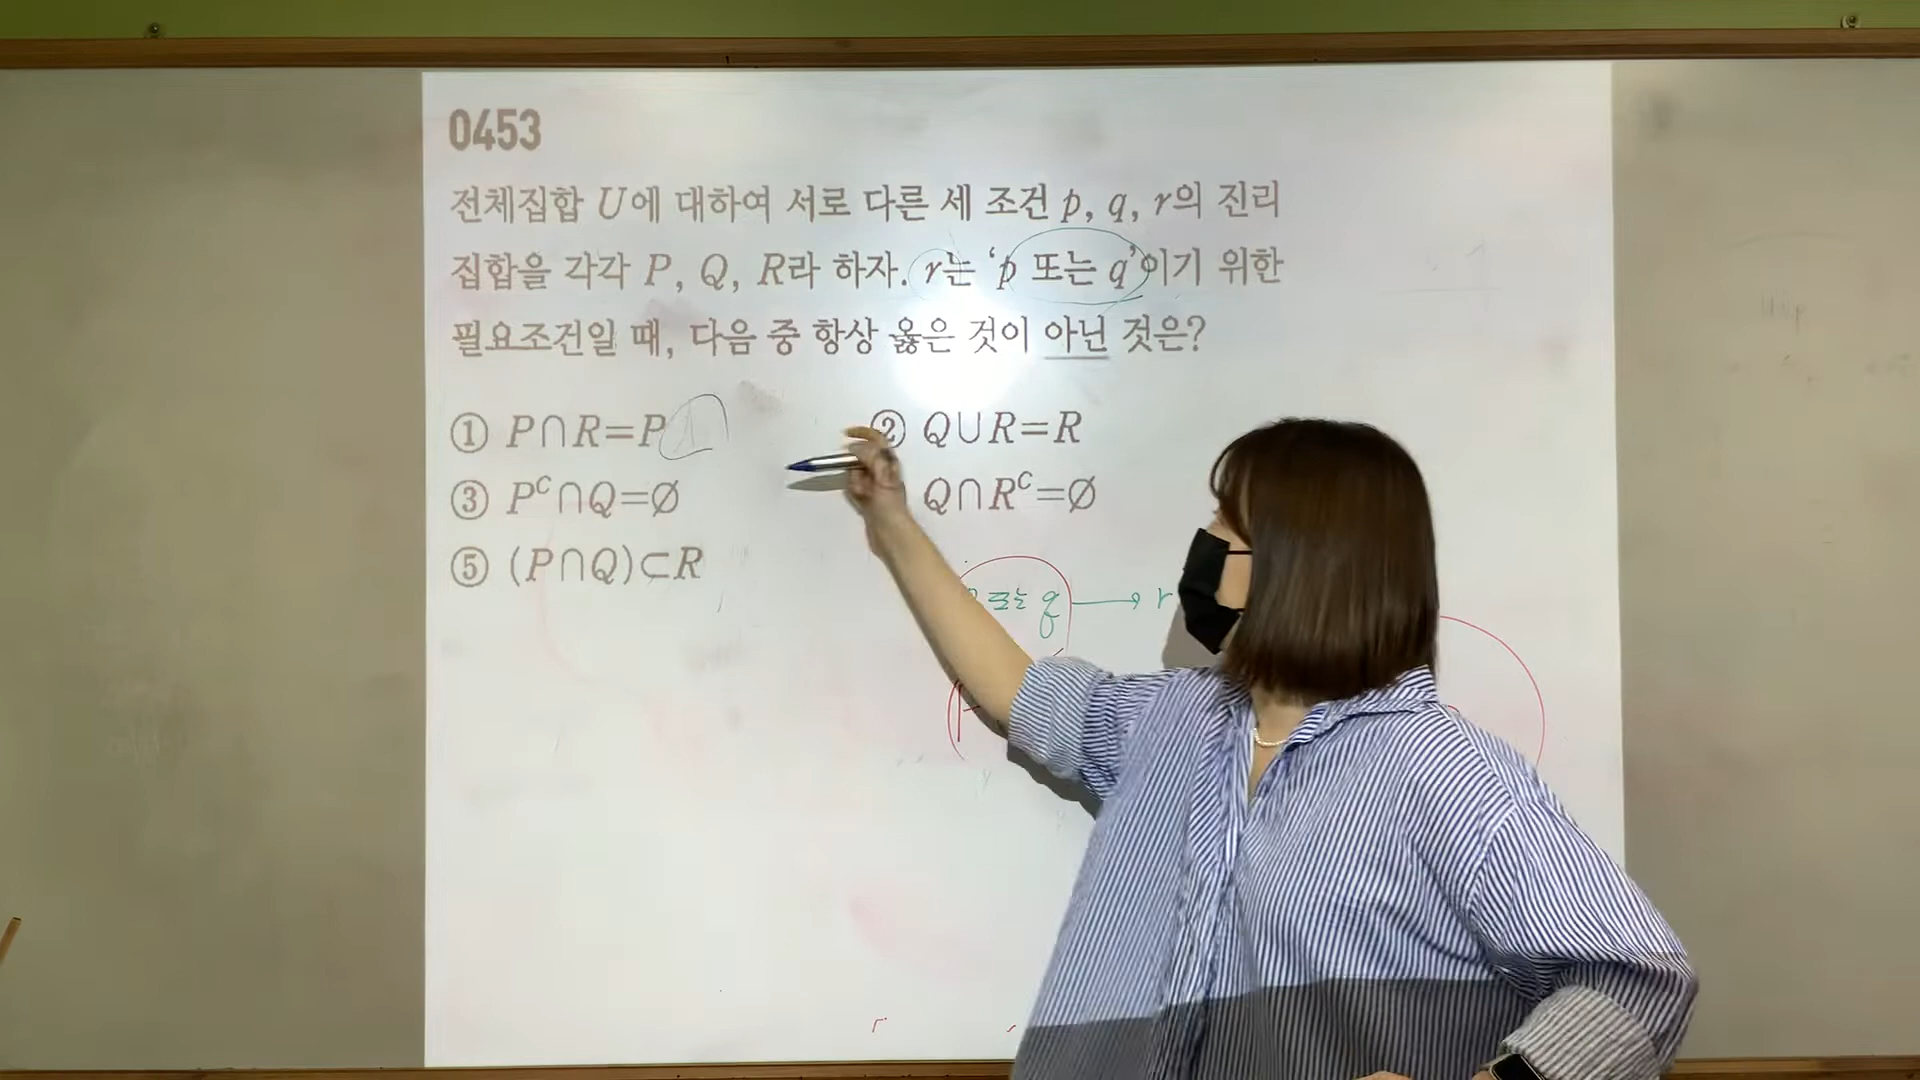 0453
전체집합 U에 대하여 서로 다른 세 조건 p, q, r의 진리
집합을 각각 P, Q, R라 하자. r는 ‘p 또는 q’이기 위한
필요조건일 때, 다음 중 항상 옳은 것이 아닌 것은?
① P∩R=P ② Q∪R=R
③ Pᶜ∩Q=∅ Q∩Rᶜ=∅
⑤ (P∩Q)⊂R
또는 q → r